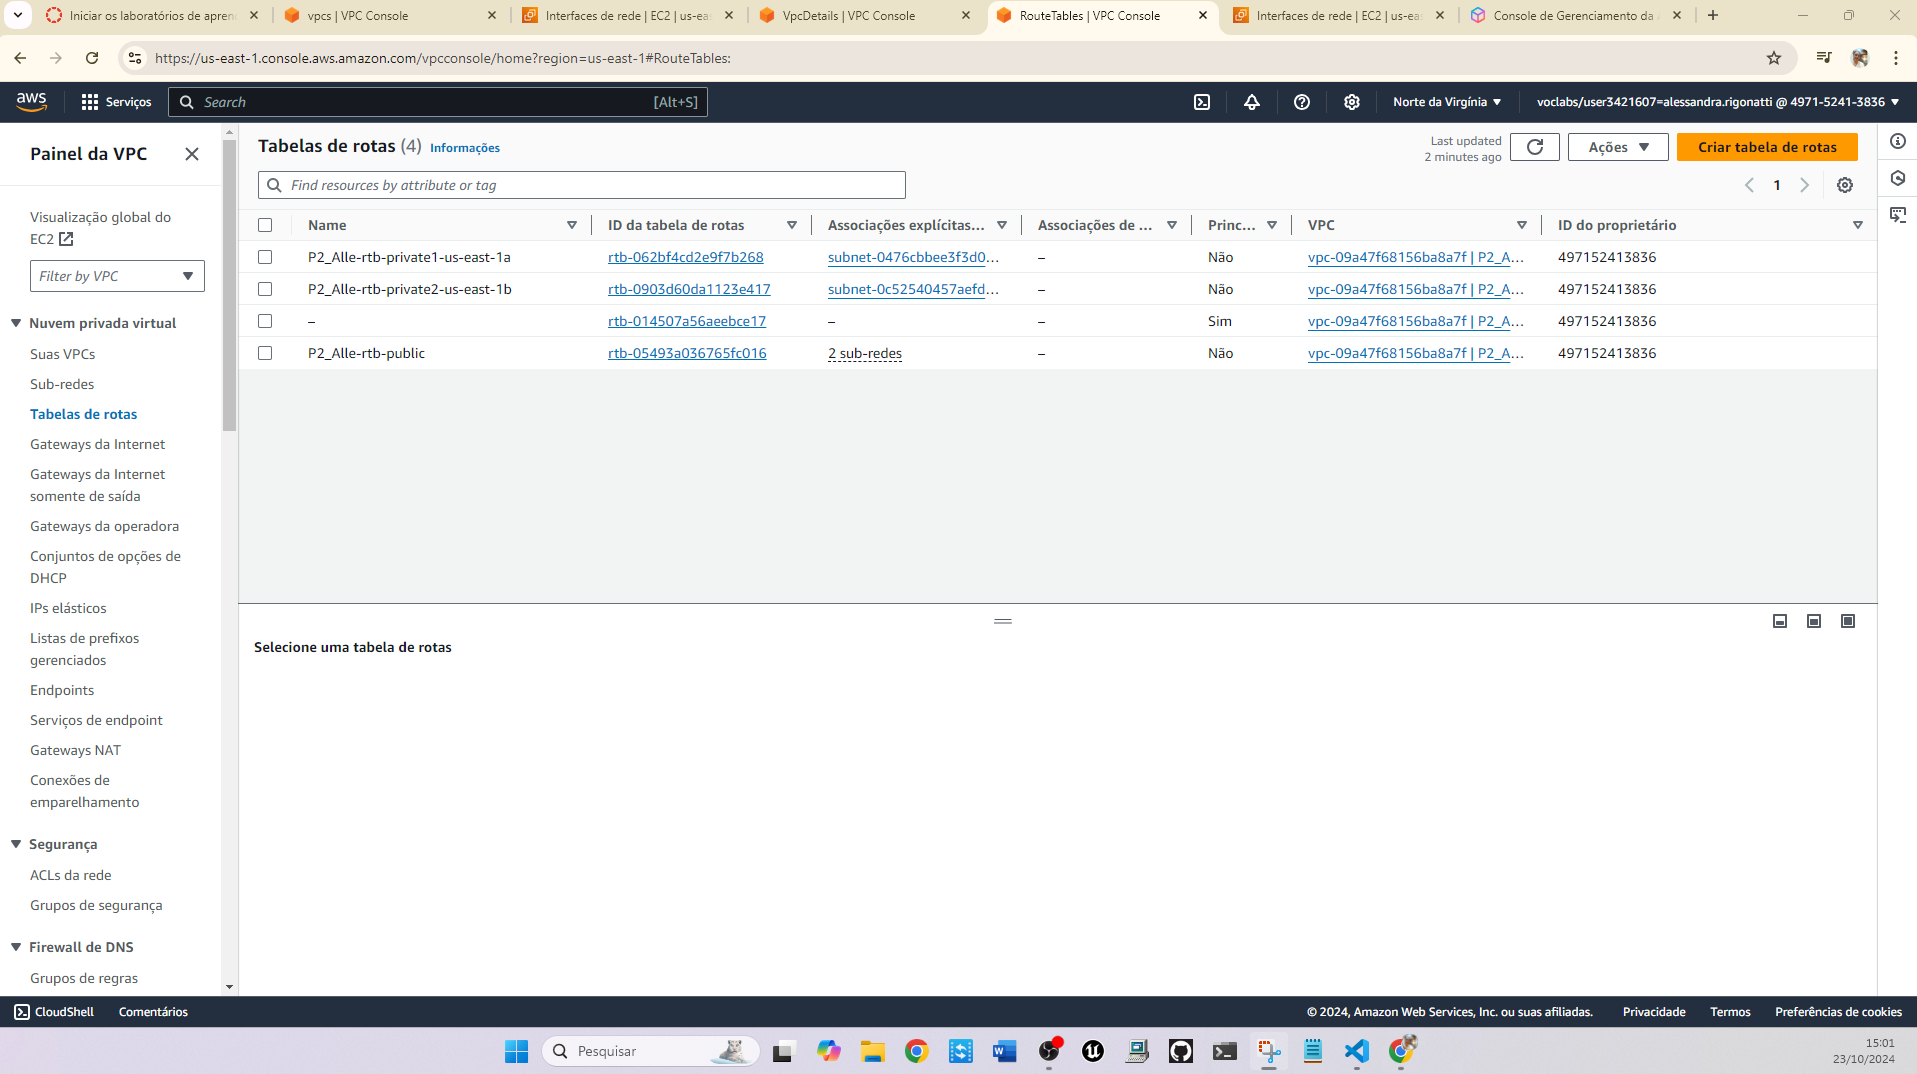 Iniciar os laboratórios de apren
vpcs | VPC Console
Interfaces de rede | EC2 | us-ea
VpcDetails | VPC Console
RouteTables | VPC Console
Interfaces de rede | EC2 | us-ea
Console de Gerenciamento da A
https://us-east-1.console.aws.amazon.com/vpcconsole/home?region=us-east-1#RouteTables:
aws
Serviços
Search
[Alt+S]
Norte da Virgínia
voclabs/user3421607=alessandra.rigonatti @ 4971-5241-3836
Painel da VPC
Visualização global do
EC2
Filter by VPC
Nuvem privada virtual
Suas VPCs
Sub-redes
Tabelas de rotas
Gateways da Internet
Gateways da Internet
somente de saída
Gateways da operadora
Conjuntos de opções de
DHCP
IPs elásticos
Listas de prefixos
gerenciados
Endpoints
Serviços de endpoint
Gateways NAT
Conexões de
emparelhamento
Segurança
ACLs da rede
Grupos de segurança
Firewall de DNS
Grupos de regras
Tabelas de rotas (4) Informações
Last updated
2 minutes ago
Ações
Criar tabela de rotas
Find resources by attribute or tag
1
Name ID da tabela de rotas Associações explícitas... Associações de ... Princ... VPC ID do proprietário
P2_Alle-rtb-private1-us-east-1a rtb-062bf4cd2e9f7b268 subnet-0476cbbee3f3d0... – Não vpc-09a47f68156ba8a7f | P2_A... 497152413836
P2_Alle-rtb-private2-us-east-1b rtb-0903d60da1123e417 subnet-0c52540457aefd... – Não vpc-09a47f68156ba8a7f | P2_A... 497152413836
– rtb-014507a56aeebce17 – – Sim vpc-09a47f68156ba8a7f | P2_A... 497152413836
P2_Alle-rtb-public rtb-05493a036765fc016 2 sub-redes – Não vpc-09a47f68156ba8a7f | P2_A... 497152413836
Selecione uma tabela de rotas
CloudShell
Comentários
© 2024, Amazon Web Services, Inc. ou suas afiliadas.
Privacidade
Termos
Preferências de cookies
Pesquisar
15:01
23/10/2024